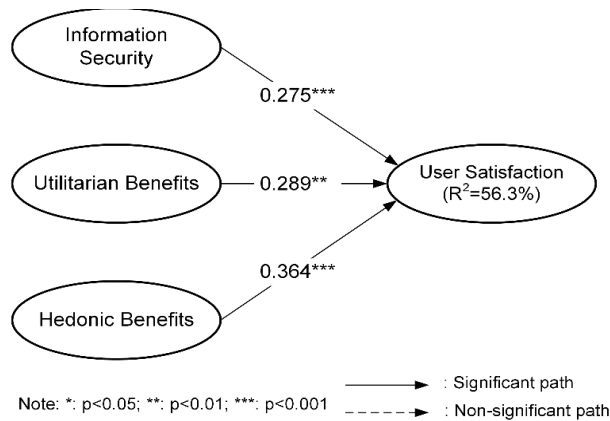 Information
Security
0.275***
Utilitarian Benefits
0.289**
User Satisfaction
(R²=56.3%)
0.364***
Hedonic Benefits
Note: *: p<0.05; **: p<0.01; ***: p<0.001
: Significant path
: Non-significant path